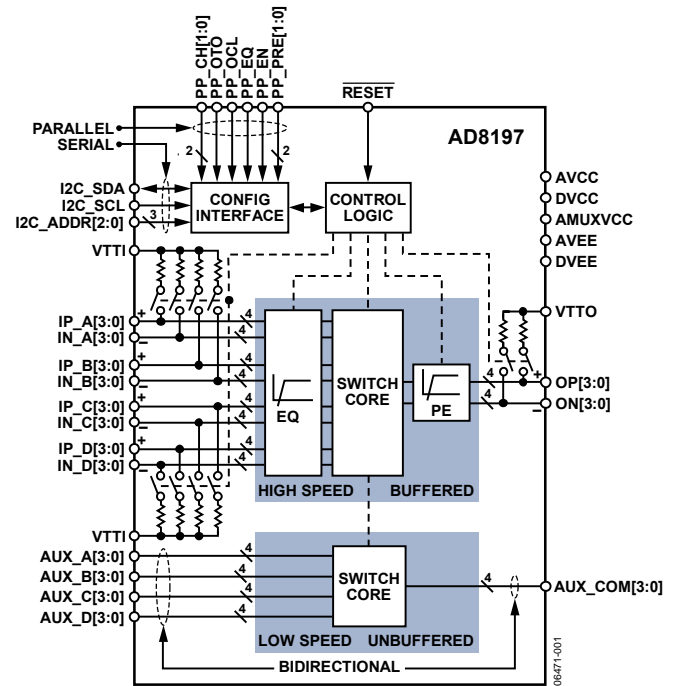 PP_CH[1:0]
PP_OTO
PP_OCL
PP_EQ
PP_EN
PP_PRE[1:0]
RESET
PARALLEL
SERIAL
AD8197
2
2
I2C_SDA
I2C_SCL
I2C_ADDR[2:0]
3
CONFIG
INTERFACE
CONTROL
LOGIC
AVCC
DVCC
AMUXVCC
AVEE
DVEE
VTTI
VTTO
+
IP_A[3:0]
4
IN_A[3:0]
–
4
+
IP_B[3:0]
4
IN_B[3:0]
–
4
+
IP_C[3:0]
4
IN_C[3:0]
–
4
+
IP_D[3:0]
4
IN_D[3:0]
–
4
EQ
SWITCH
CORE
PE
4
+
OP[3:0]
4
–
ON[3:0]
HIGH SPEED
BUFFERED
VTTI
AUX_A[3:0]
4
AUX_B[3:0]
4
AUX_C[3:0]
4
AUX_D[3:0]
4
SWITCH
CORE
4
AUX_COM[3:0]
LOW SPEED
UNBUFFERED
BIDIRECTIONAL
06471-001